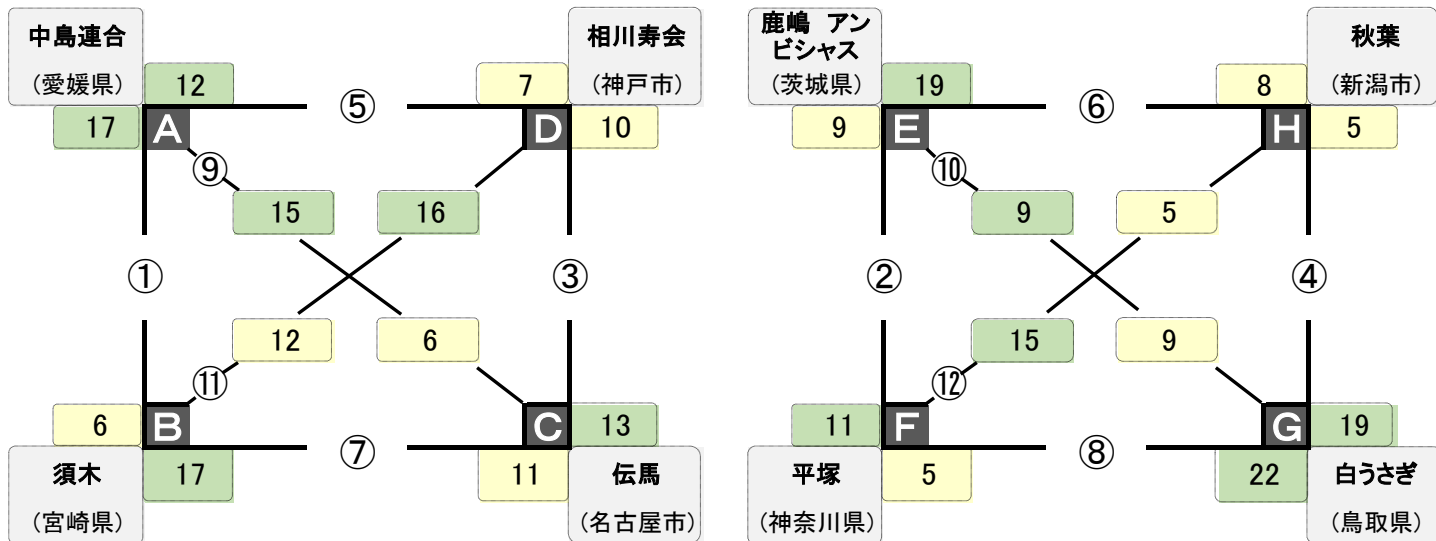 中島連合
(愛媛県)
12
17
A
⑤
7
相川寿会
(神戸市)
10
D
⑨
15
16
①
③
12
6
⑪
6
B
須木
(宮崎県)
17
⑦
C
13
11
伝馬
(名古屋市)
鹿嶋 アン
ビシャス
(茨城県)
19
9
E
⑥
8
秋葉
(新潟市)
5
H
⑩
9
5
②
④
15
9
⑫
11
F
平塚
(神奈川県)
5
⑧
G
19
22
白うさぎ
(鳥取県)